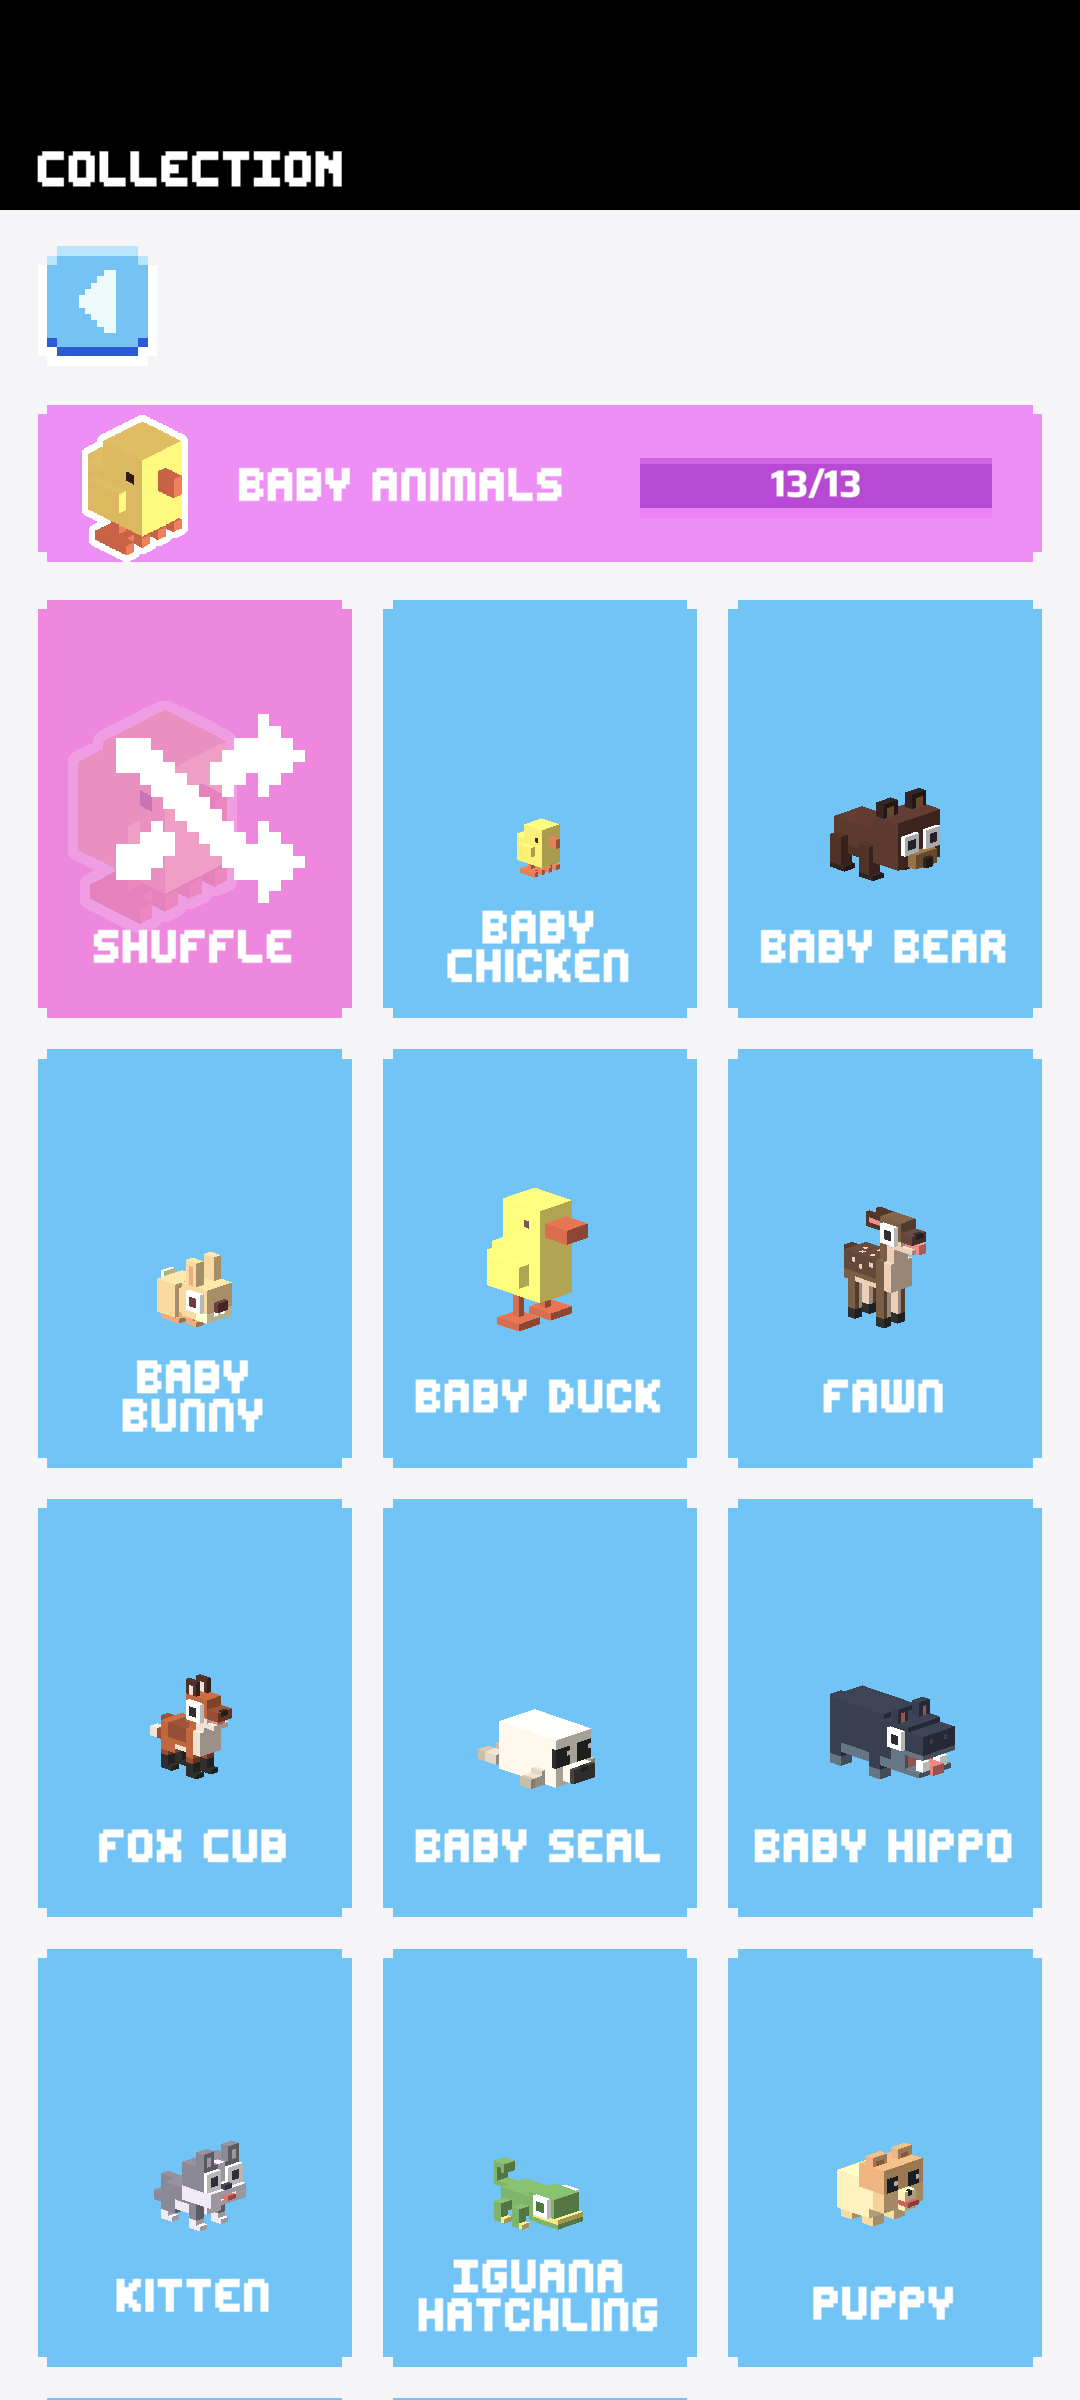 COLLECTION
BABY ANIMALS
13/13
SHUFFLE
BABY
CHICKEN
BABY BEAR
BABY
BUNNY
BABY DUCK
FAWN
FOX CUB
BABY SEAL
BABY HIPPO
KITTEN
IGUANA
HATCHLING
PUPPY